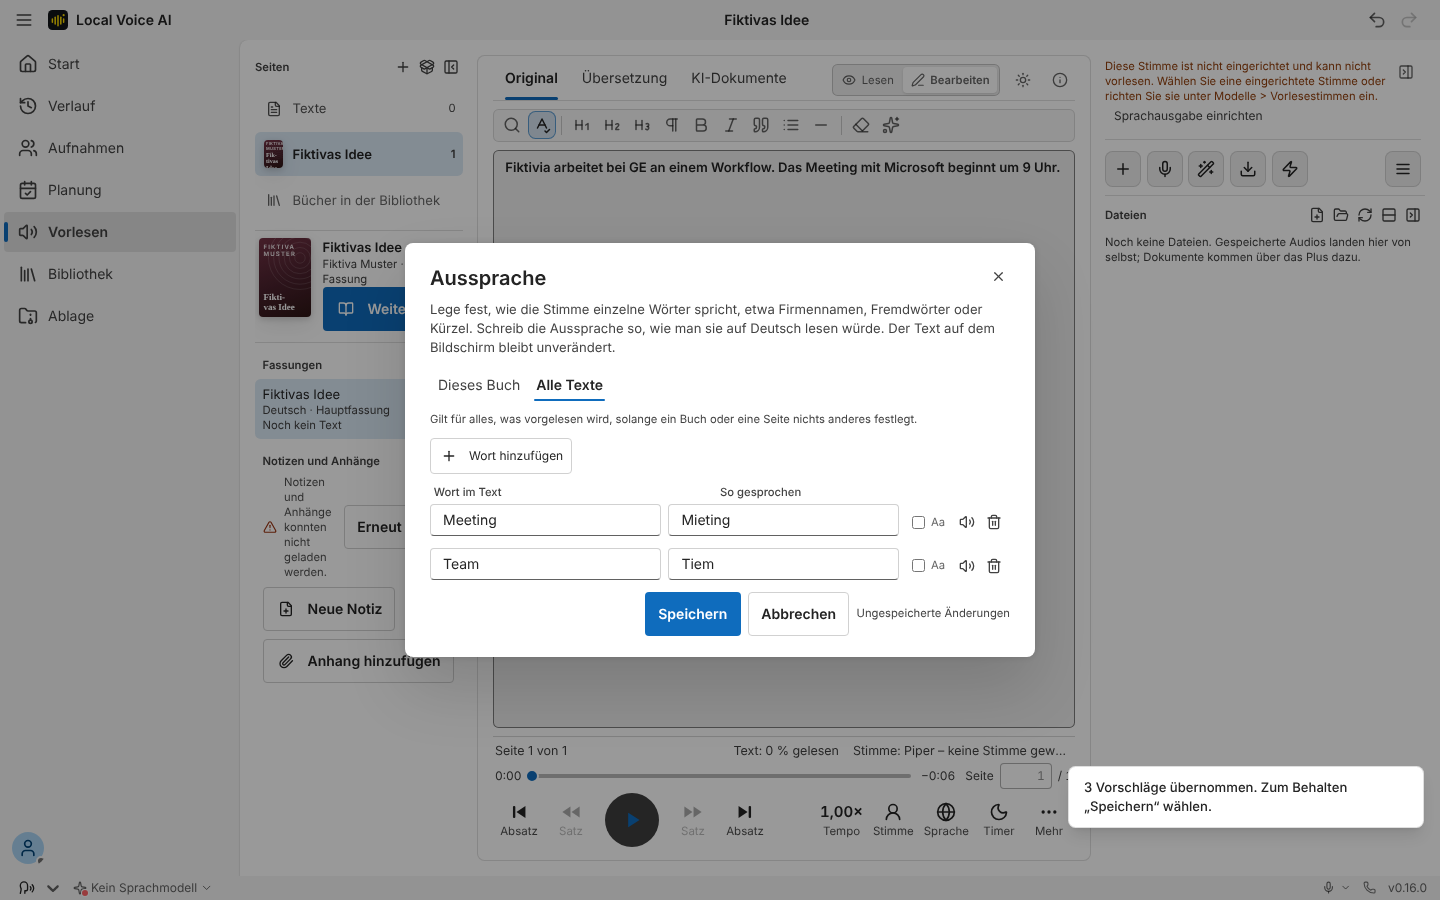 Local Voice AI
Fiktivas Idee
Start
Verlauf
Aufnahmen
Planung
Vorlesen
Bibliothek
Ablage
Seiten
Texte 0
Fiktivas Idee 1
Bücher in der Bibliothek
FIKTIVA
MUSTER
Fikti-
vas Idee
Fiktivas Idee
Fiktiva Muster ·
Fassung
Weite
Fassungen
Fiktivas Idee
Deutsch · Hauptfassung
Noch kein Text
Notizen und Anhänge
Notizen
und
Anhänge
konnten
nicht
geladen
werden.
Erneut
Neue Notiz
Anhang hinzufügen
Original Übersetzung KI-Dokumente Lesen Bearbeiten
H1 H2 H3 B I
Fiktivia arbeitet bei GE an einem Workflow. Das Meeting mit Microsoft beginnt um 9 Uhr.
Aussprache
Lege fest, wie die Stimme einzelne Wörter spricht, etwa Firmennamen, Fremdwörter oder
Kürzel. Schreib die Aussprache so, wie man sie auf Deutsch lesen würde. Der Text auf dem
Bildschirm bleibt unverändert.
Dieses Buch Alle Texte
Gilt für alles, was vorgelesen wird, solange ein Buch oder eine Seite nichts anderes festlegt.
Wort hinzufügen
Wort im Text So gesprochen
Meeting Mieting Aa
Team Tiem Aa
Speichern Abbrechen Ungespeicherte Änderungen
Seite 1 von 1 Text: 0 % gelesen Stimme: Piper – keine Stimme gew...
0:00 −0:06 Seite 1 /
Absatz Satz Satz Absatz 1,00× Tempo Stimme Sprache Timer Mehr
Diese Stimme ist nicht eingerichtet und kann nicht
vorlesen. Wählen Sie eine eingerichtete Stimme oder
richten Sie sie unter Modelle > Vorlesestimmen ein.
Sprachausgabe einrichten
Dateien
Noch keine Dateien. Gespeicherte Audios landen hier von
selbst; Dokumente kommen über das Plus dazu.
3 Vorschläge übernommen. Zum Behalten
„Speichern“ wählen.
Kein Sprachmodell
v0.16.0